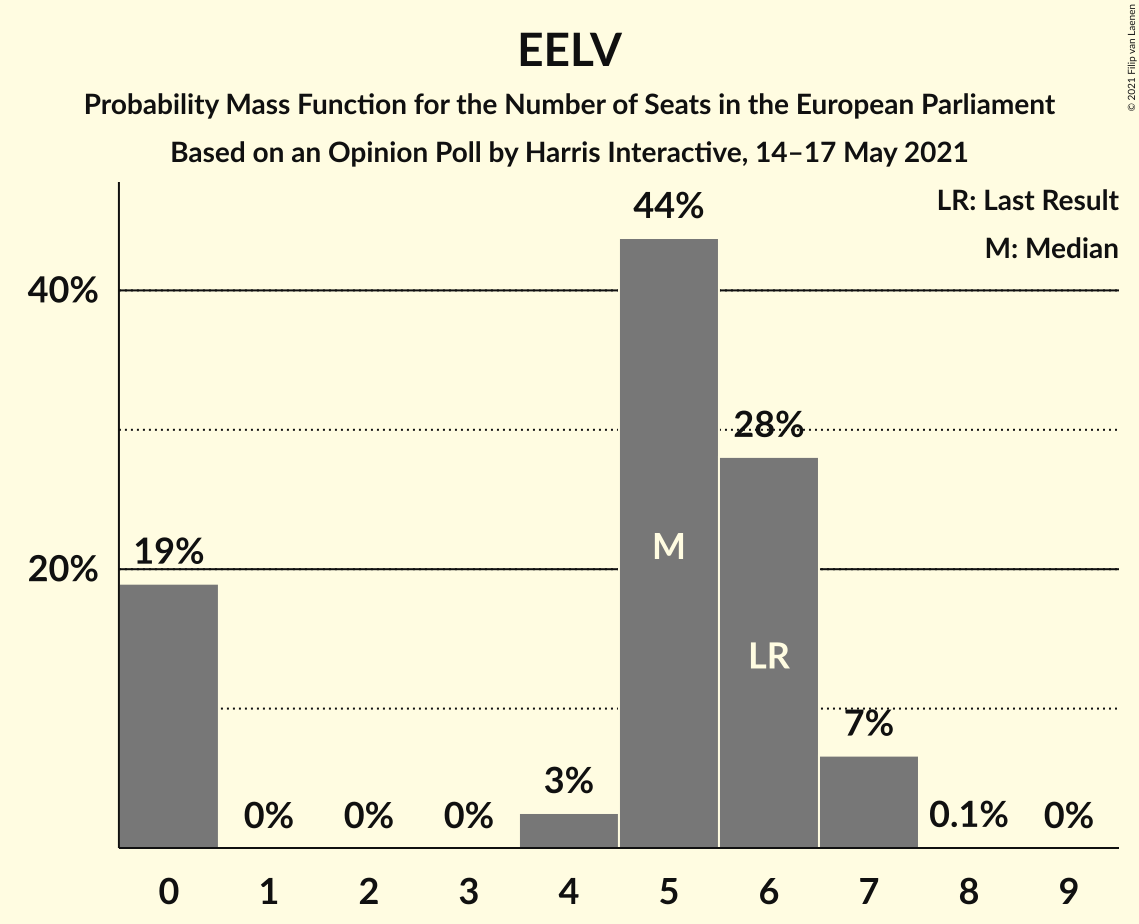 EELV
Probability Mass Function for the Number of Seats in the European Parliament
Based on an Opinion Poll by Harris Interactive, 14–17 May 2021
© 2021 Filip van Laenen
LR: Last Result
M: Median
44%
40%
28%
19%
20%
M
LR
7%
3%
0%
0%
0%
0.1%
0%
0 1 2 3 4 5 6 7 8 9